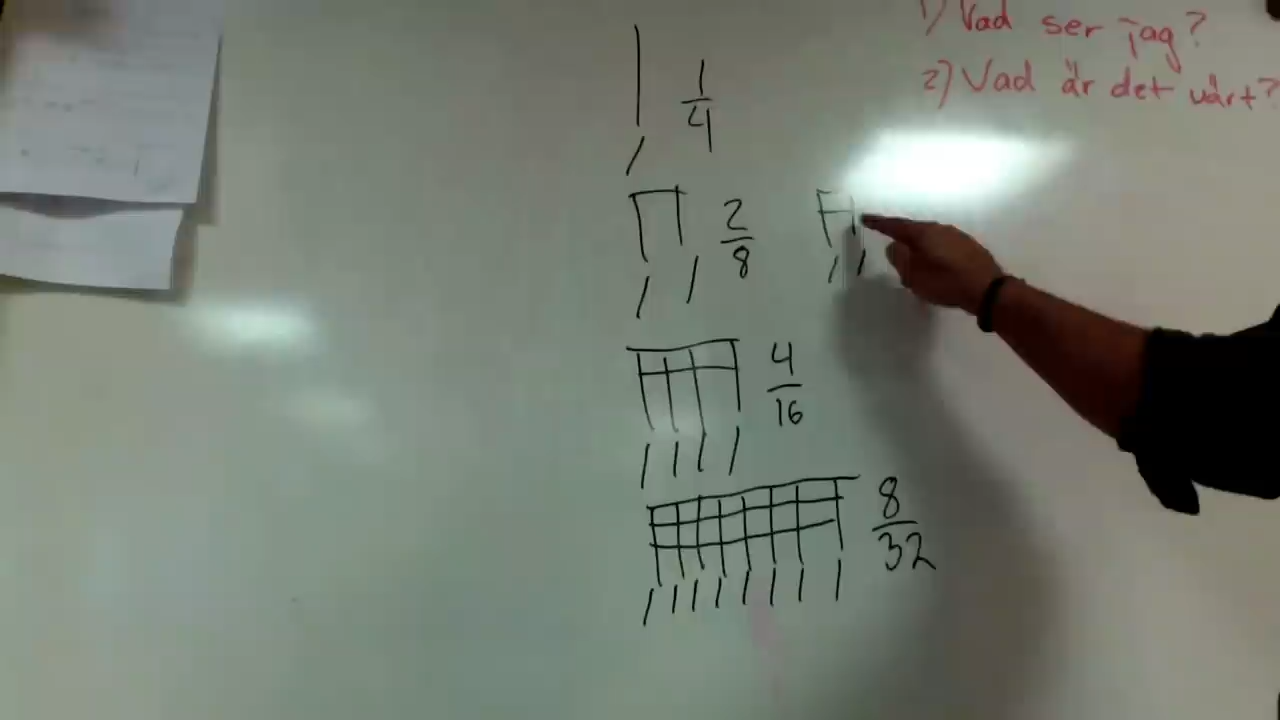 1) Vad ser jag?
2) Vad är det värt?
1/4
2/8
4/16
8/32